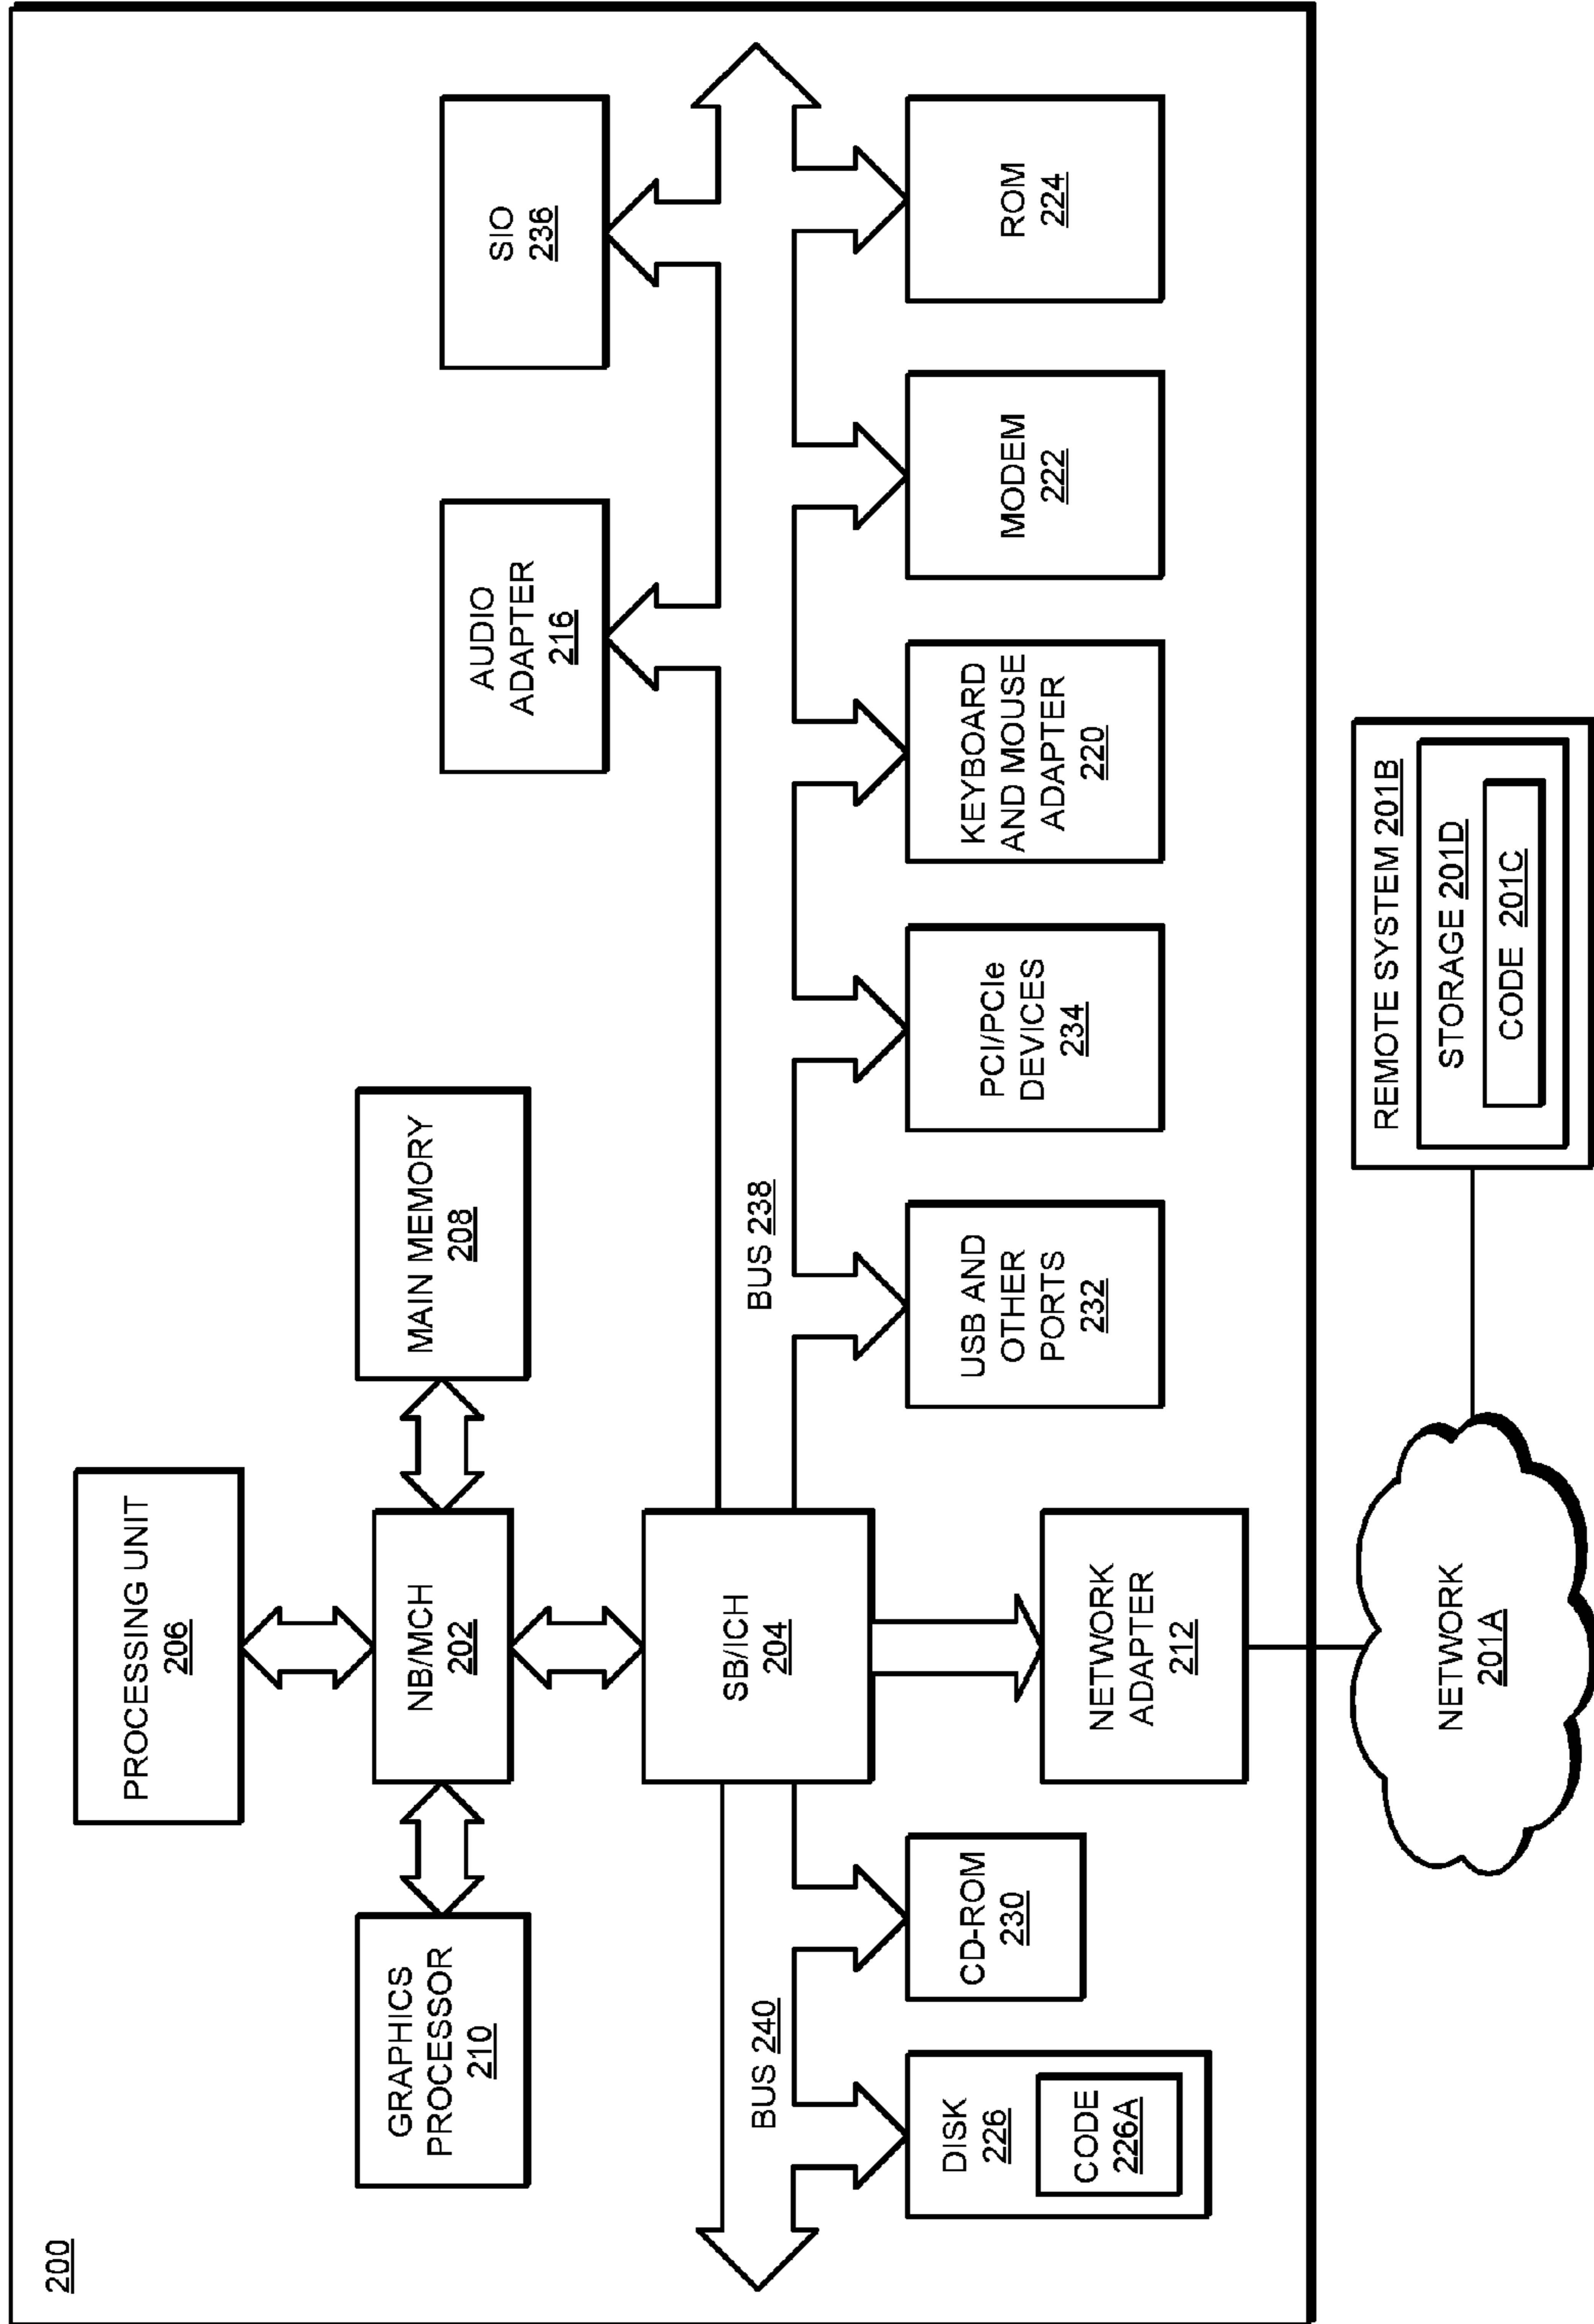 200
PROCESSING UNIT
206
GRAPHICS
PROCESSOR
210
NB/MCH
202
MAIN MEMORY
208
AUDIO
ADAPTER
216
SIO
236
SB/ICH
204
BUS 240
BUS 238
DISK
226
CODE
226A
CD-ROM
230
NETWORK
ADAPTER
212
USB AND
OTHER
PORTS
232
PCI/PCIe
DEVICES
234
KEYBOARD
AND MOUSE
ADAPTER
220
MODEM
222
ROM
224
NETWORK
201A
REMOTE SYSTEM 201B
STORAGE 201D
CODE 201C